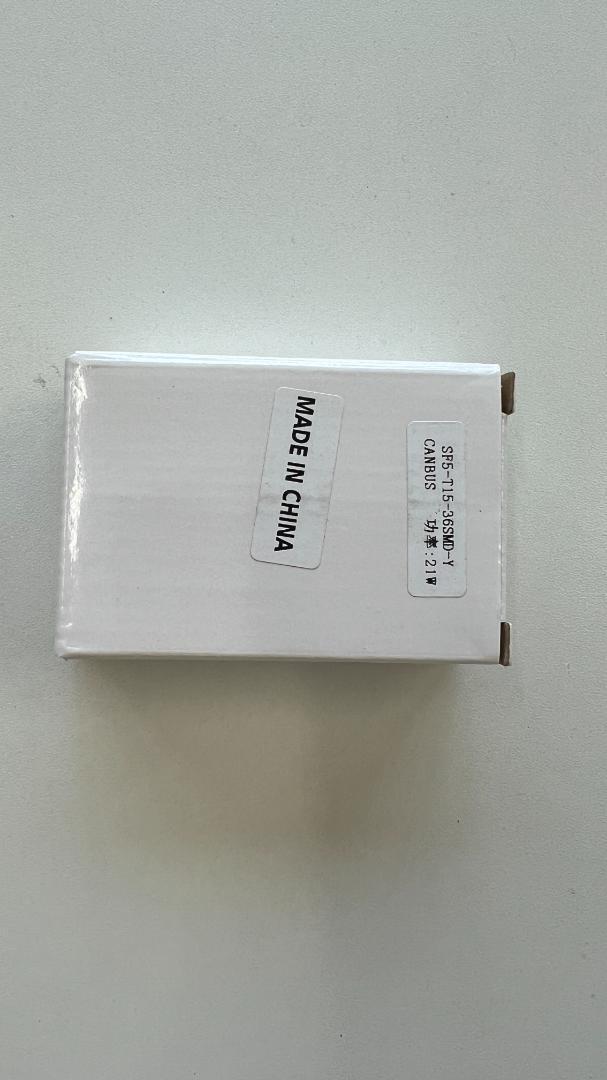 SF5-T15-36SMD-Y
CANBUS 功率:21W
MADE IN CHINA